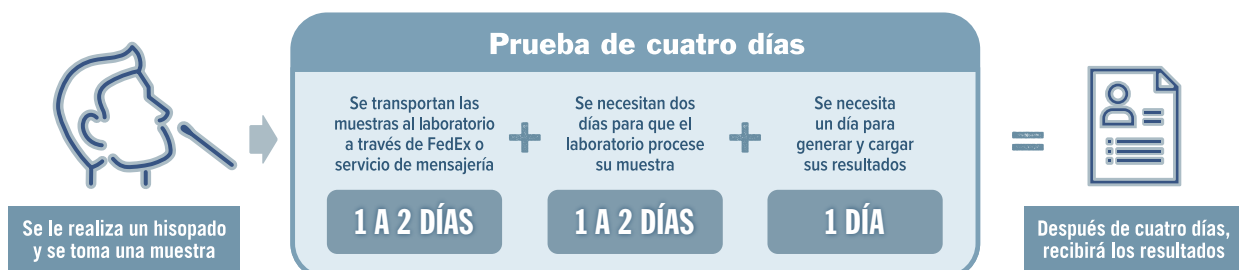 Prueba de cuatro días
Se transportan las
muestras al laboratorio
a través de FedEx o
servicio de mensajería
1 A 2 DÍAS
+
Se necesitan dos
días para que el
laboratorio procese
su muestra
1 A 2 DÍAS
+
Se necesita
un día para
generar y cargar
sus resultados
1 DÍA
=
Se le realiza un hisopado
y se toma una muestra
Después de cuatro días,
recibirá los resultados